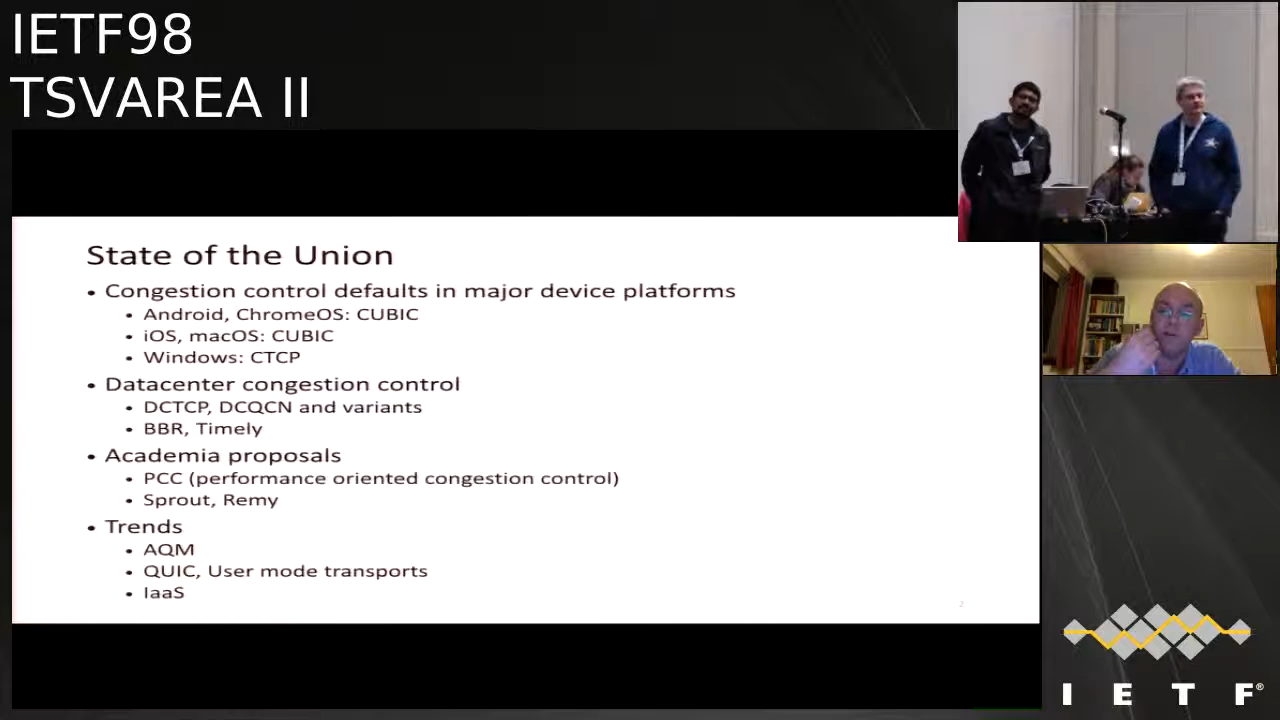 IETF98
TSVAREA II
State of the Union
• Congestion control defaults in major device platforms
• Android, ChromeOS: CUBIC
• iOS, macOS: CUBIC
• Windows: CTCP
• Datacenter congestion control
• DCTCP, DCQCN and variants
• BBR, Timely
• Academia proposals
• PCC (performance oriented congestion control)
• Sprout, Remy
• Trends
• AQM
• QUIC, User mode transports
• IaaS
2
I E T F®